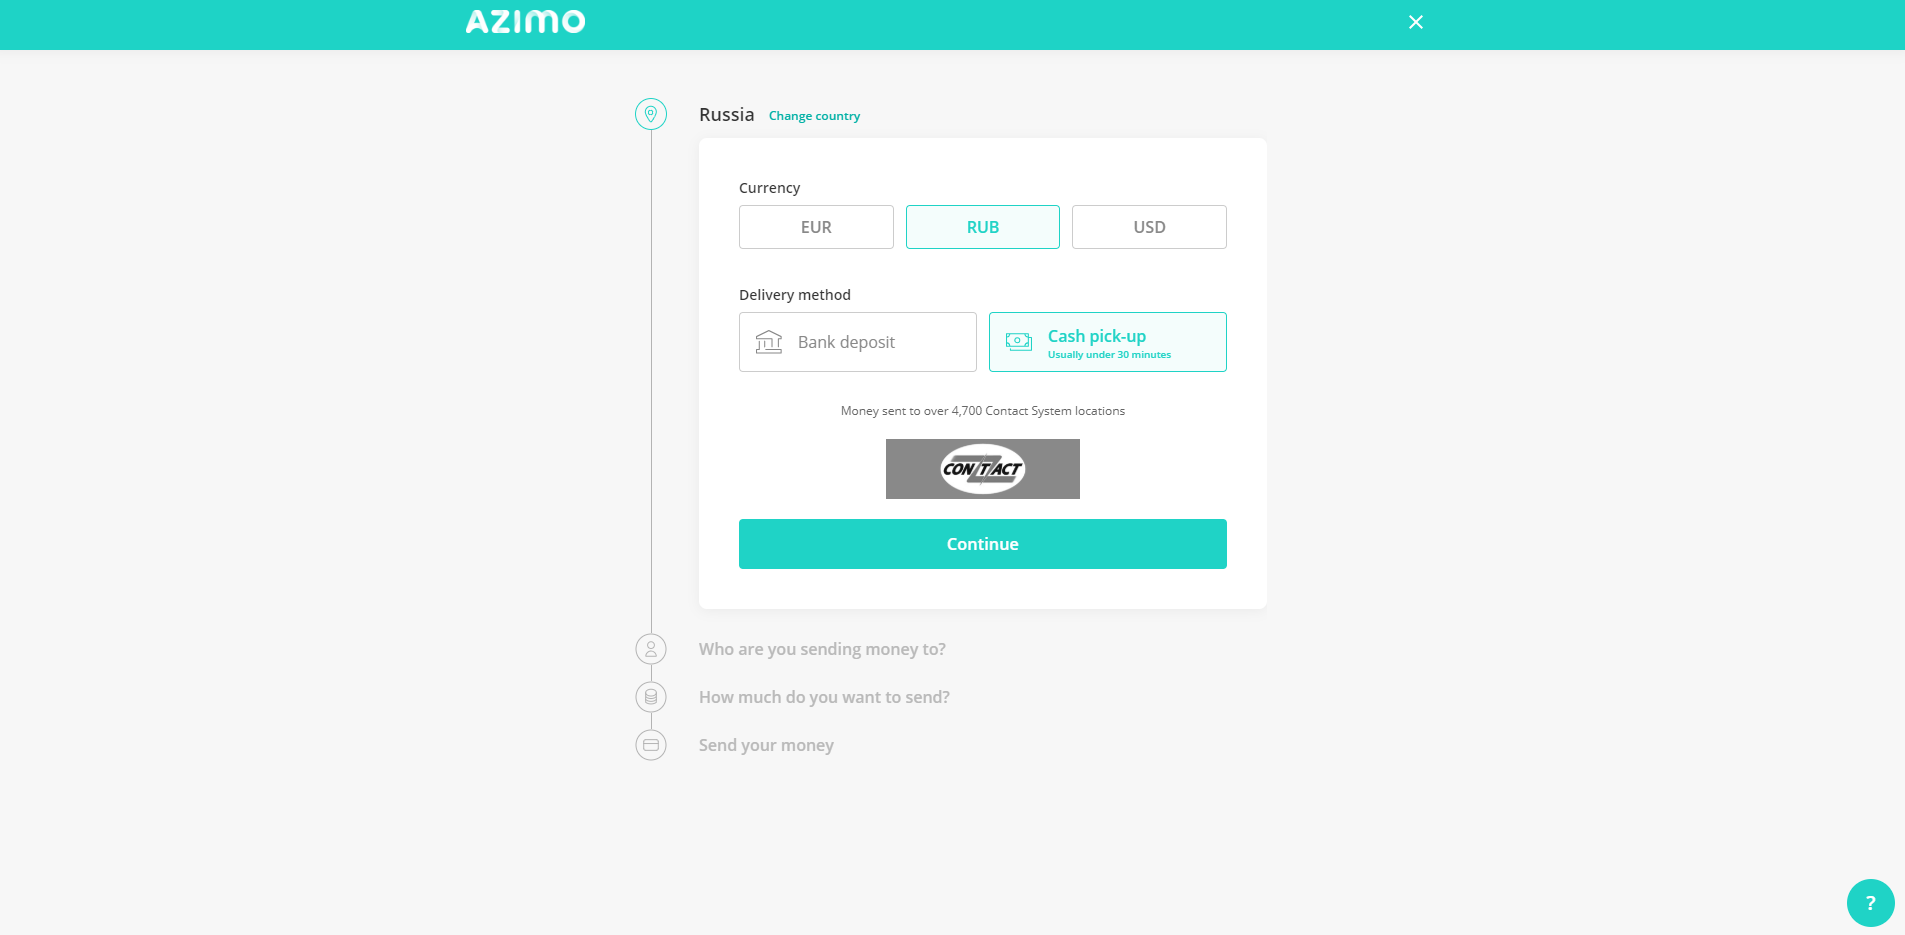 AZIMO
Russia Change country
Currency
EUR RUB USD
Delivery method
Bank deposit
Cash pick-up
Usually under 30 minutes
Money sent to over 4,700 Contact System locations
CONTACT
Continue
Who are you sending money to?
How much do you want to send?
Send your money
?